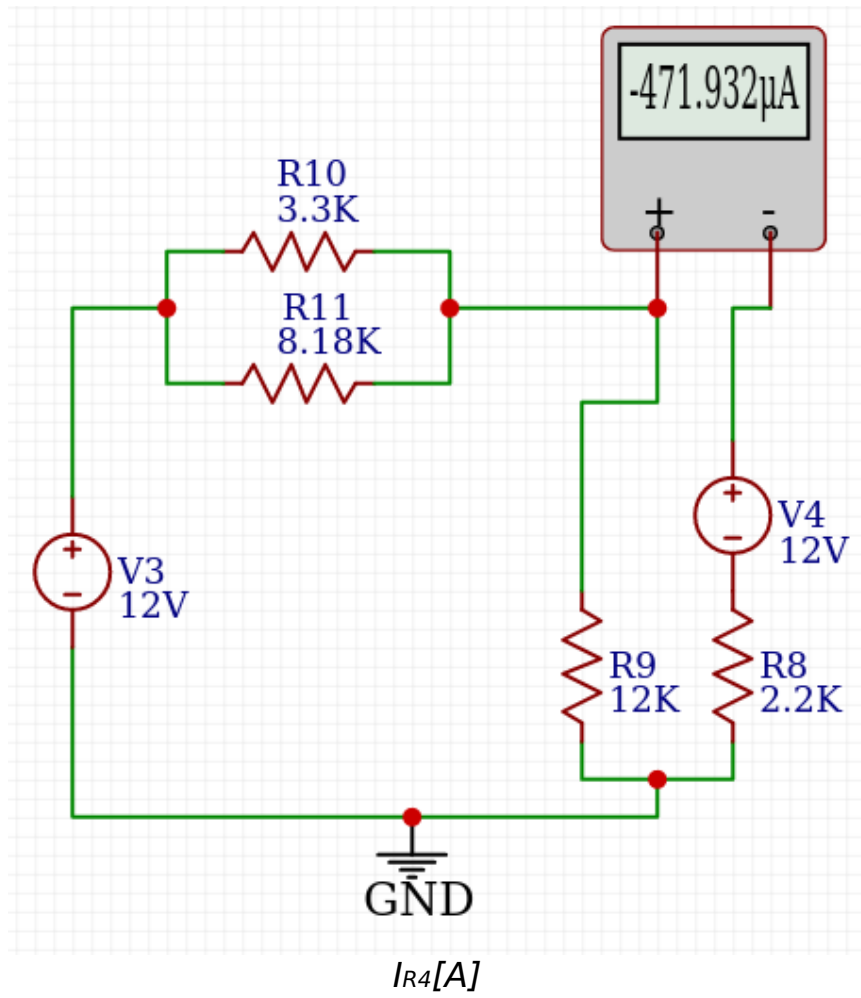 -471.932µA
+ -
R10
3.3K
R11
8.18K
+
-
V4
12V
+
-
V3
12V
R9
12K
R8
2.2K
GND
IR4[A]